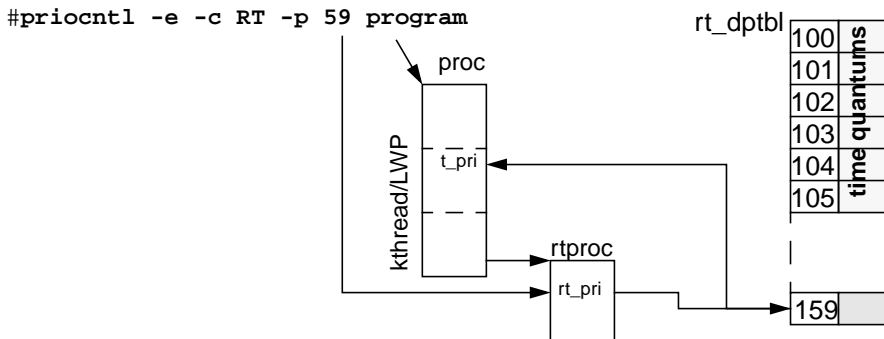 #priocntl -e -c RT -p 59 program
rt_dptbl
proc
kthread/LWP
t_pri
rtproc
rt_pri
100
101
102
103
104
105
159
time quantums